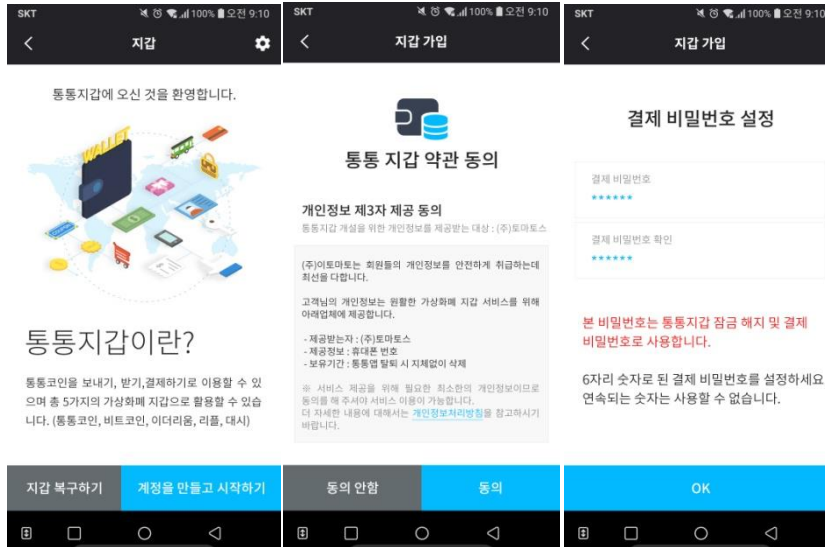 SKT
100% 오전 9:10
지갑
통통지갑에 오신 것을 환영합니다.
WALLET
통통지갑이란?
통통코인을 보내기, 받기,결제하기로 이용할 수 있
으며 총 5가지의 가상화폐 지갑으로 활용할 수 있습
니다. (통통코인, 비트코인, 이더리움, 리플, 대시)
지갑 복구하기
계정을 만들고 시작하기
SKT
100% 오전 9:10
지갑 가입
통통 지갑 약관 동의
개인정보 제3자 제공 동의
통통지갑 개설을 위한 개인정보를 제공받는 대상 : (주)토마토스
(주)이토마토는 회원들의 개인정보를 안전하게 취급하는데
최선을 다합니다.
고객님의 개인정보는 원활한 가상화폐 지갑 서비스를 위해
아래업체에 제공합니다.
- 제공받는자 : (주)토마토스
- 제공정보 : 휴대폰 번호
- 보유기간 : 통통앱 탈퇴 시 지체없이 삭제
※ 서비스 제공을 위해 필요한 최소한의 개인정보이므로
동의를 해 주셔야 서비스 이용이 가능합니다.
더 자세한 내용에 대해서는 개인정보처리방침을 참고하시기
바랍니다.
동의 안함
동의
SKT
100% 오전 9:10
지갑 가입
결제 비밀번호 설정
결제 비밀번호
******
결제 비밀번호 확인
******
본 비밀번호는 통통지갑 잠금 해지 및 결제
비밀번호로 사용합니다.
6자리 숫자로 된 결제 비밀번호를 설정하세요
연속되는 숫자는 사용할 수 없습니다.
OK